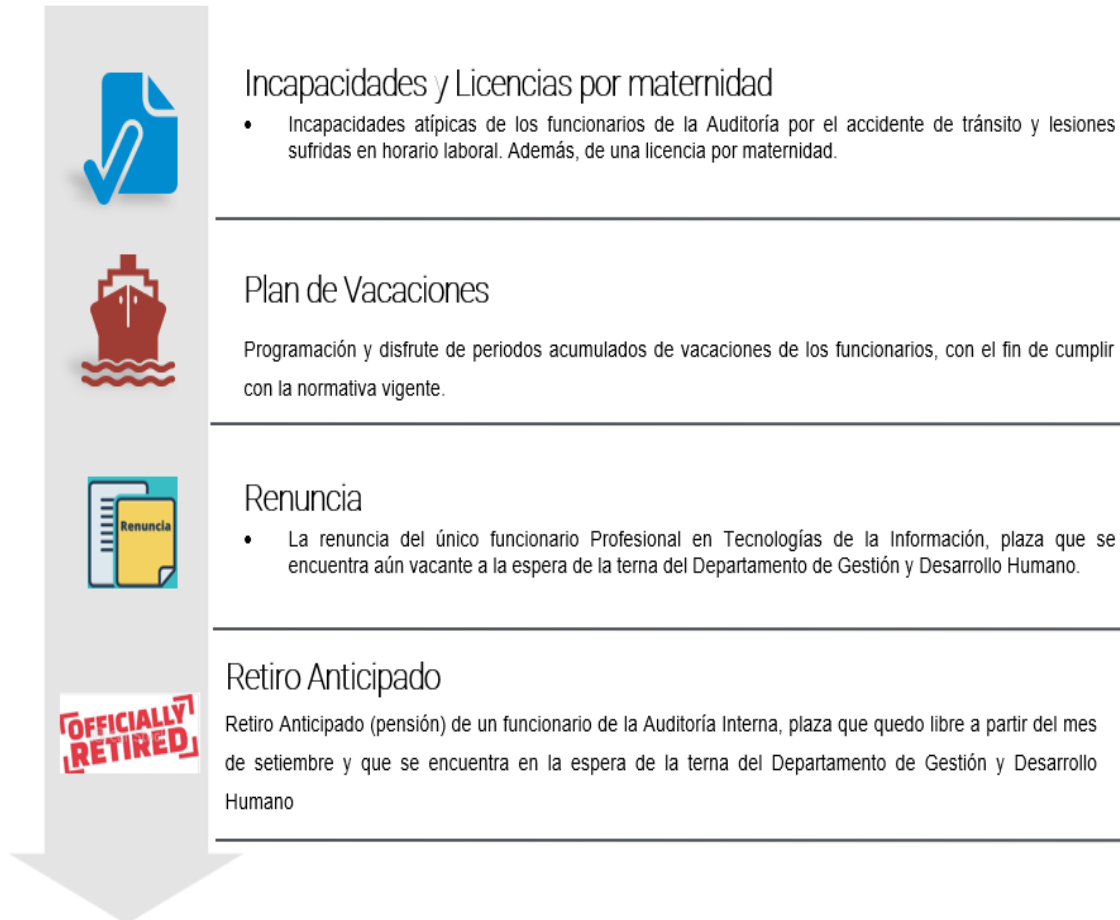 Incapacidades y Licencias por maternidad
• Incapacidades atípicas de los funcionarios de la Auditoría por el accidente de tránsito y lesiones
sufridas en horario laboral. Además, de una licencia por maternidad.
Plan de Vacaciones
Programación y disfrute de periodos acumulados de vacaciones de los funcionarios, con el fin de cumplir
con la normativa vigente.
Renuncia
Renuncia
• La renuncia del único funcionario Profesional en Tecnologías de la Información, plaza que se
encuentra aún vacante a la espera de la terna del Departamento de Gestión y Desarrollo Humano.
OFFICIALLY
RETIRED
Retiro Anticipado
Retiro Anticipado (pensión) de un funcionario de la Auditoría Interna, plaza que quedo libre a partir del mes
de setiembre y que se encuentra en la espera de la terna del Departamento de Gestión y Desarrollo
Humano